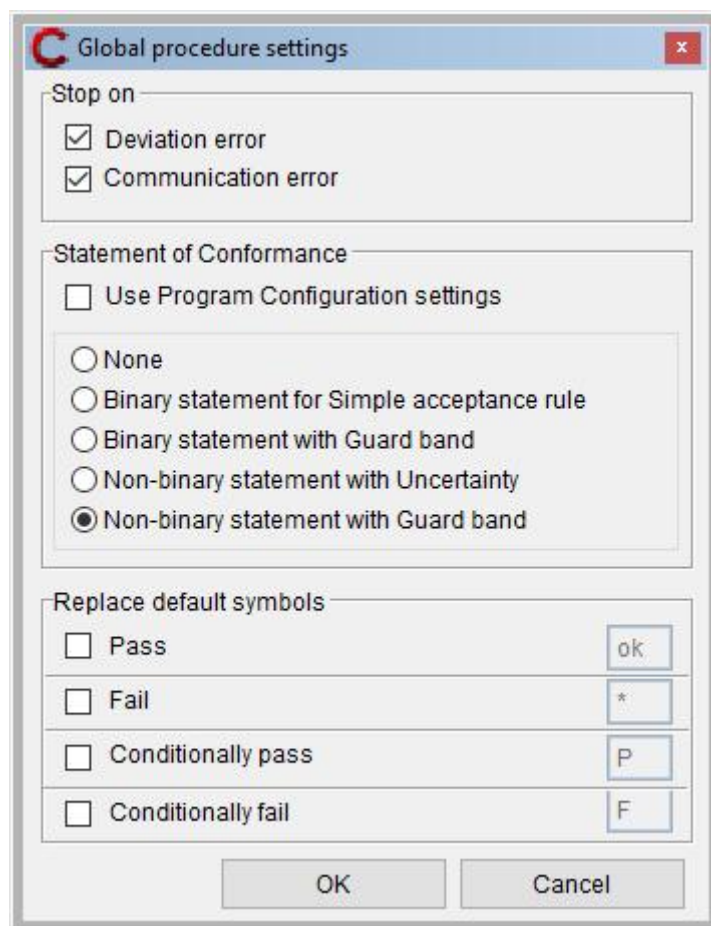 Global procedure settings
x
Stop on
Deviation error
Communication error
Statement of Conformance
Use Program Configuration settings
None
Binary statement for Simple acceptance rule
Binary statement with Guard band
Non-binary statement with Uncertainty
Non-binary statement with Guard band
Replace default symbols
Pass ok
Fail *
Conditionally pass P
Conditionally fail F
OK Cancel